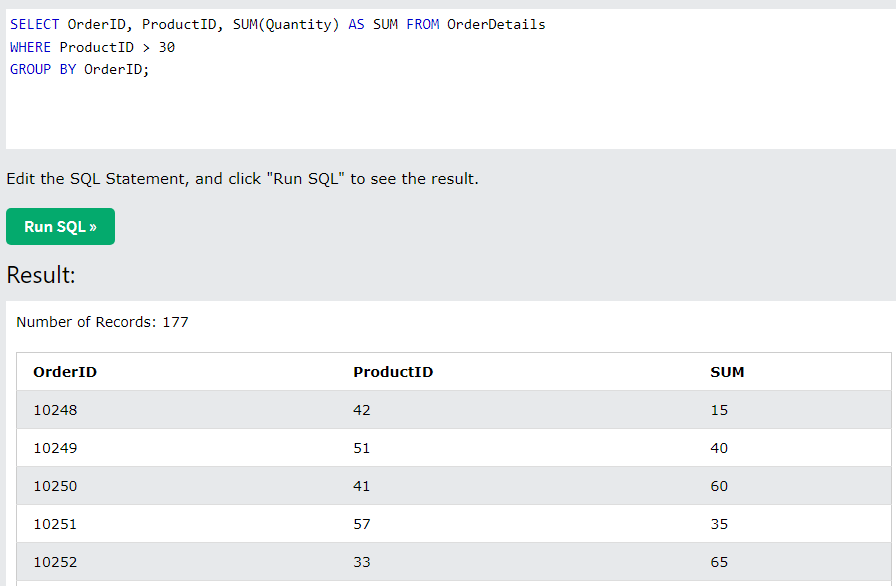 SELECT OrderID, ProductID, SUM(Quantity) AS SUM FROM OrderDetails
WHERE ProductID > 30
GROUP BY OrderID;
Edit the SQL Statement, and click "Run SQL" to see the result.
Run SQL »
Result:
Number of Records: 177
OrderID ProductID SUM
10248 42 15
10249 51 40
10250 41 60
10251 57 35
10252 33 65